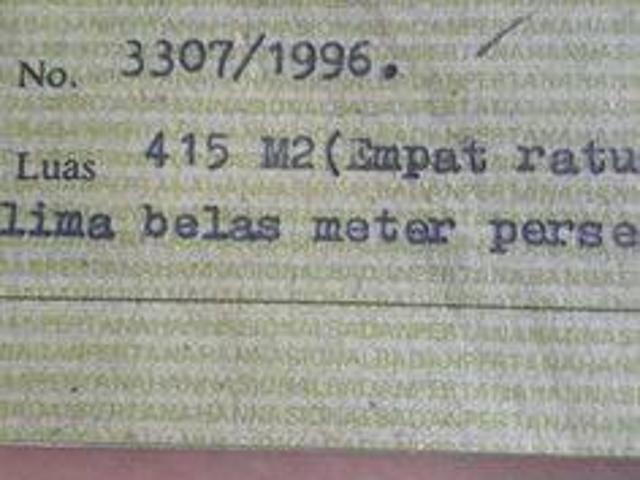 No. 3307/1996.
Luas 415 M2(Empat ratu
lima belas meter perse